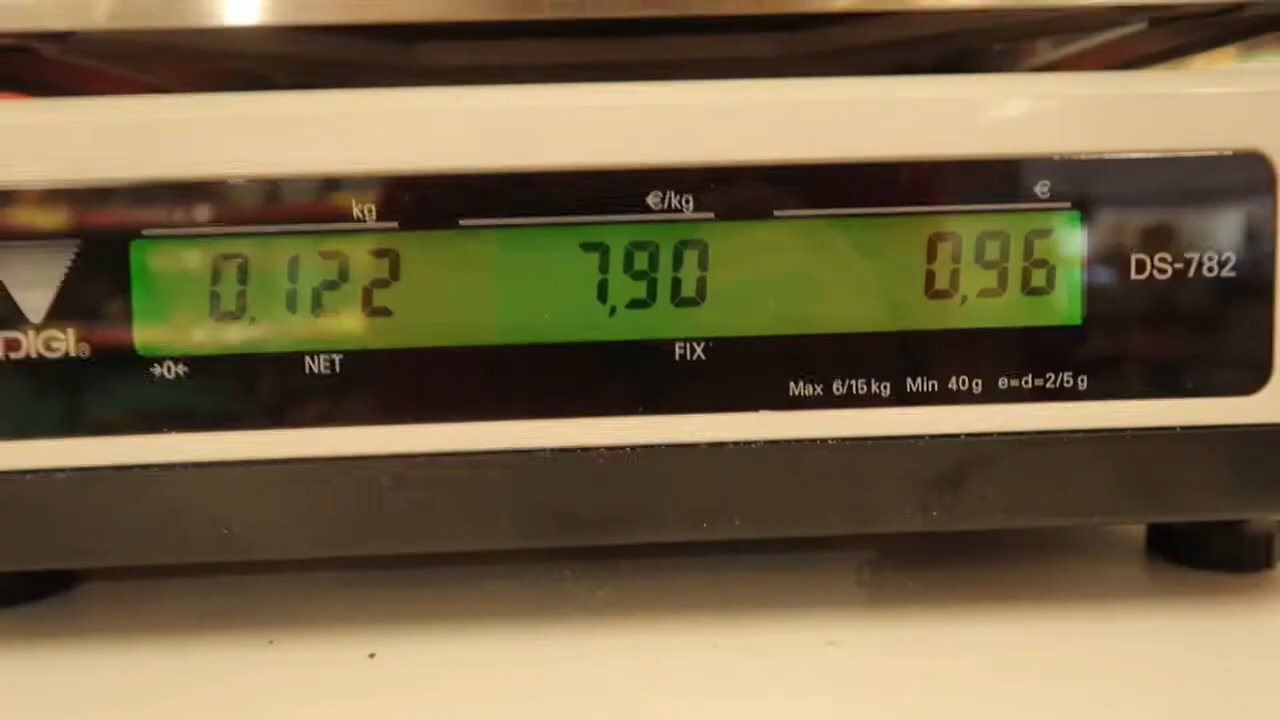 kg €/kg €
0,122 7,90 0,96
DS-782
DIGI®
→0← NET FIX
Max 6/15 kg Min 40 g e=d=2/5 g